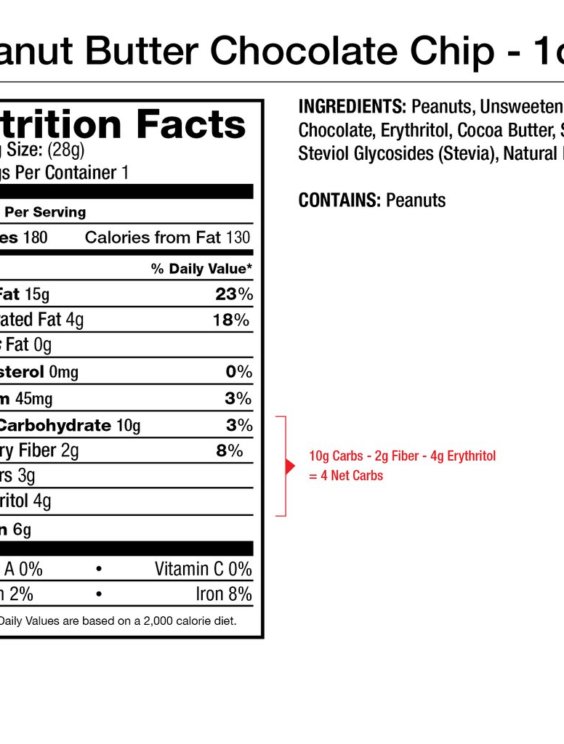 anut Butter Chocolate Chip - 1
trition Facts
g Size: (28g)
gs Per Container 1
Per Serving
es 180 Calories from Fat 130
% Daily Value*
Fat 15g 23%
ated Fat 4g 18%
Fat 0g
sterol 0mg 0%
m 45mg 3%
Carbohydrate 10g 3%
ry Fiber 2g 8%
rs 3g
ritol 4g
n 6g
A 0% • Vitamin C 0%
m 2% • Iron 8%
Daily Values are based on a 2,000 calorie diet.
INGREDIENTS: Peanuts, Unsweeten
Chocolate, Erythritol, Cocoa Butter, S
Steviol Glycosides (Stevia), Natural
CONTAINS: Peanuts
10g Carbs - 2g Fiber - 4g Erythritol
= 4 Net Carbs